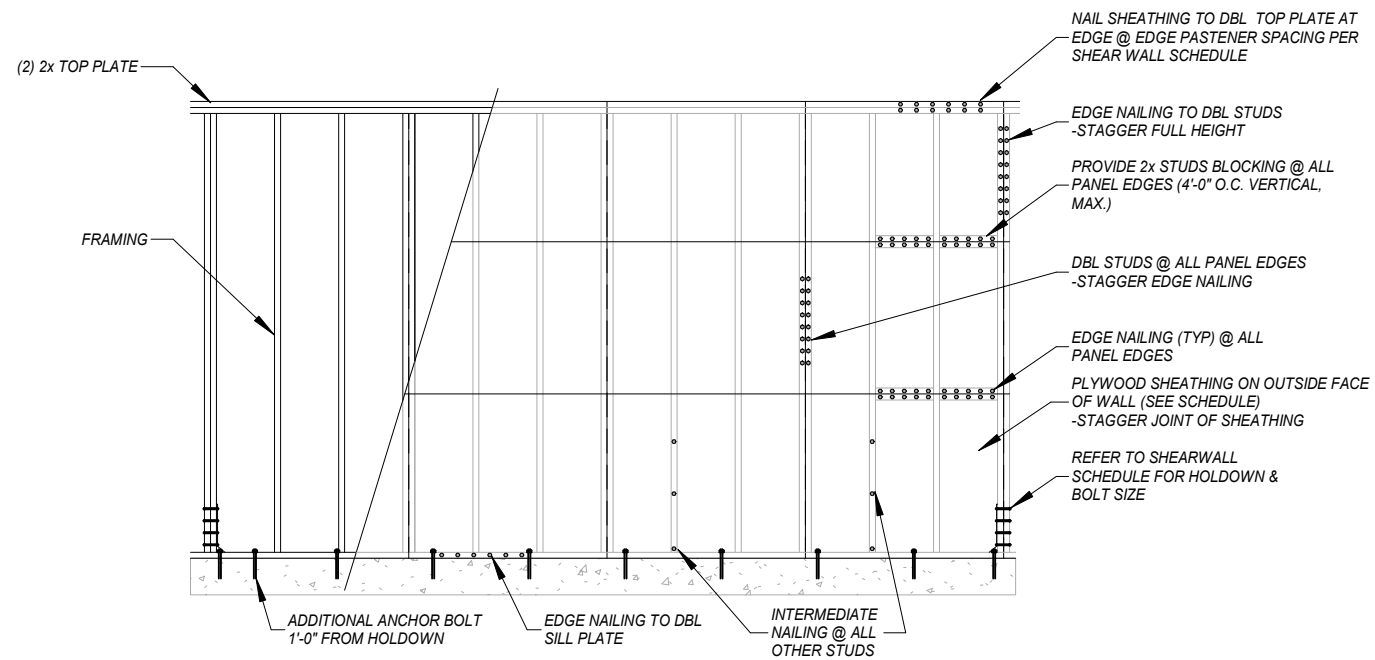 (2) 2x TOP PLATE
FRAMING
NAIL SHEATHING TO DBL TOP PLATE AT
EDGE @ EDGE PASTENER SPACING PER
SHEAR WALL SCHEDULE
EDGE NAILING TO DBL STUDS
-STAGGER FULL HEIGHT
PROVIDE 2x STUDS BLOCKING @ ALL
PANEL EDGES (4'-0" O.C. VERTICAL,
MAX.)
DBL STUDS @ ALL PANEL EDGES
-STAGGER EDGE NAILING
EDGE NAILING (TYP) @ ALL
PANEL EDGES
PLYWOOD SHEATHING ON OUTSIDE FACE
OF WALL (SEE SCHEDULE)
-STAGGER JOINT OF SHEATHING
REFER TO SHEARWALL
SCHEDULE FOR HOLDOWN &
BOLT SIZE
ADDITIONAL ANCHOR BOLT
1'-0" FROM HOLDOWN
EDGE NAILING TO DBL
SILL PLATE
INTERMEDIATE
NAILING @ ALL
OTHER STUDS